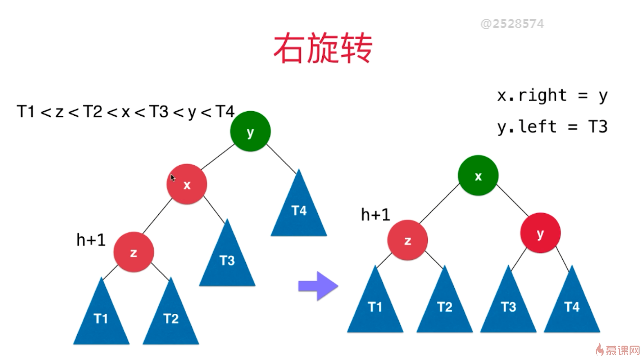 @2528574
右旋转
T1<z<T2<x<T3<y<T4
x.right = y
y.left = T3
y
x
T4
z
T3
T1
T2
h+1
x
h+1
z
y
T1
T2
T3
T4
慕课网